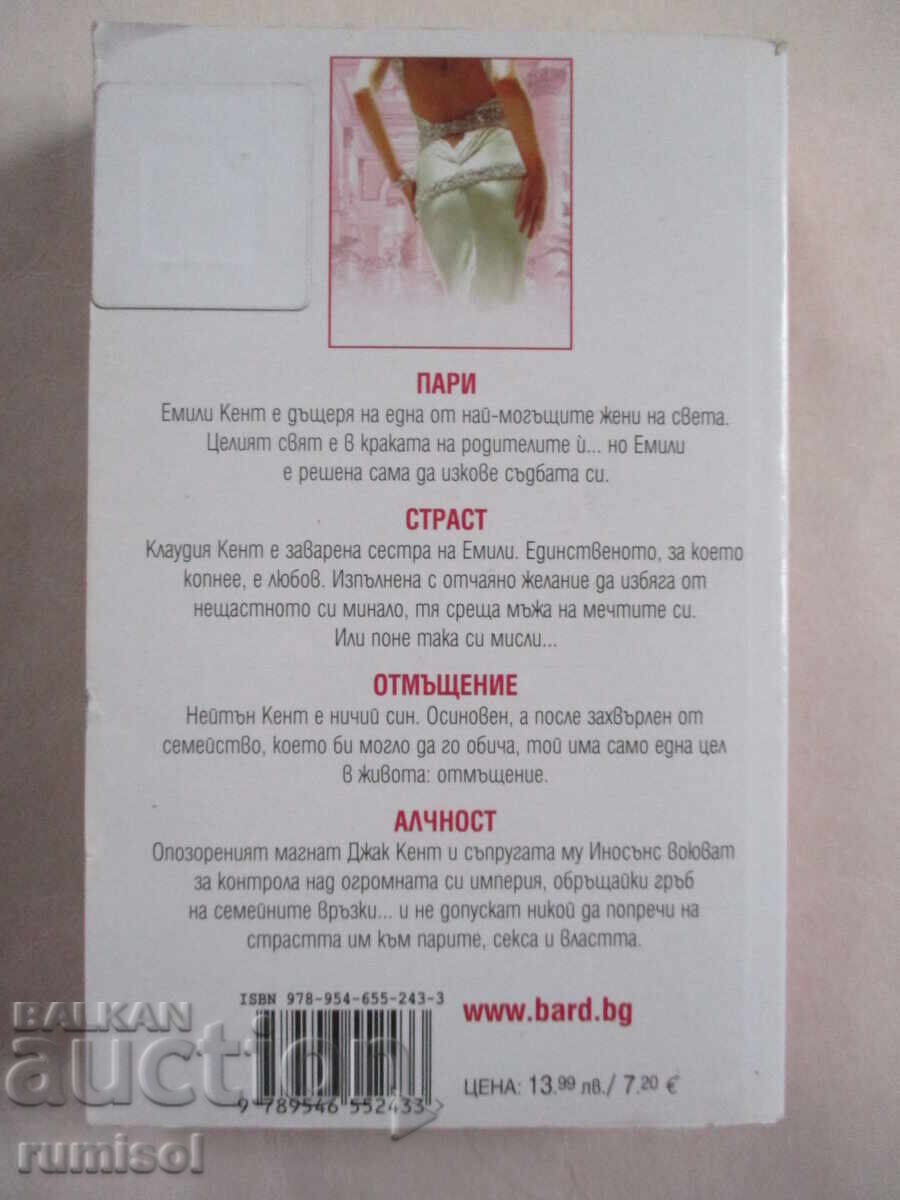 ПАРИ
Емили Кент е дъщеря на една от най-могъщите жени на света.
Целият свят е в краката на родителите ѝ... но Емили
е решена сама да изкове съдбата си.
СТРАСТ
Клаудия Кент е заварена сестра на Емили. Единственото, за което
копнее, е любов. Изпълнена с отчаяно желание да избяга от
нещастното си минало, тя среща мъжа на мечтите си.
Или поне така си мисли...
ОТМЪЩЕНИЕ
Нейтън Кент е ничий син. Осиновен, а после захвърлен от
семейство, което би могло да го обича, той има само една цел
в живота: отмъщение.
АЛЧНОСТ
Опозореният магнат Джак Кент и съпругата му Иносънс воюват
за контрола над огромната си империя, обръщайки гръб
на семейните връзки... и не допускат никой да попречи на
страстта им към парите, секса и властта.
ISBN 978-954-655-243-3
www.bard.bg
ЦЕНА: 13.99 лв./ 7.20 €
9 789546 552433
BALKAN
auction
rumisol